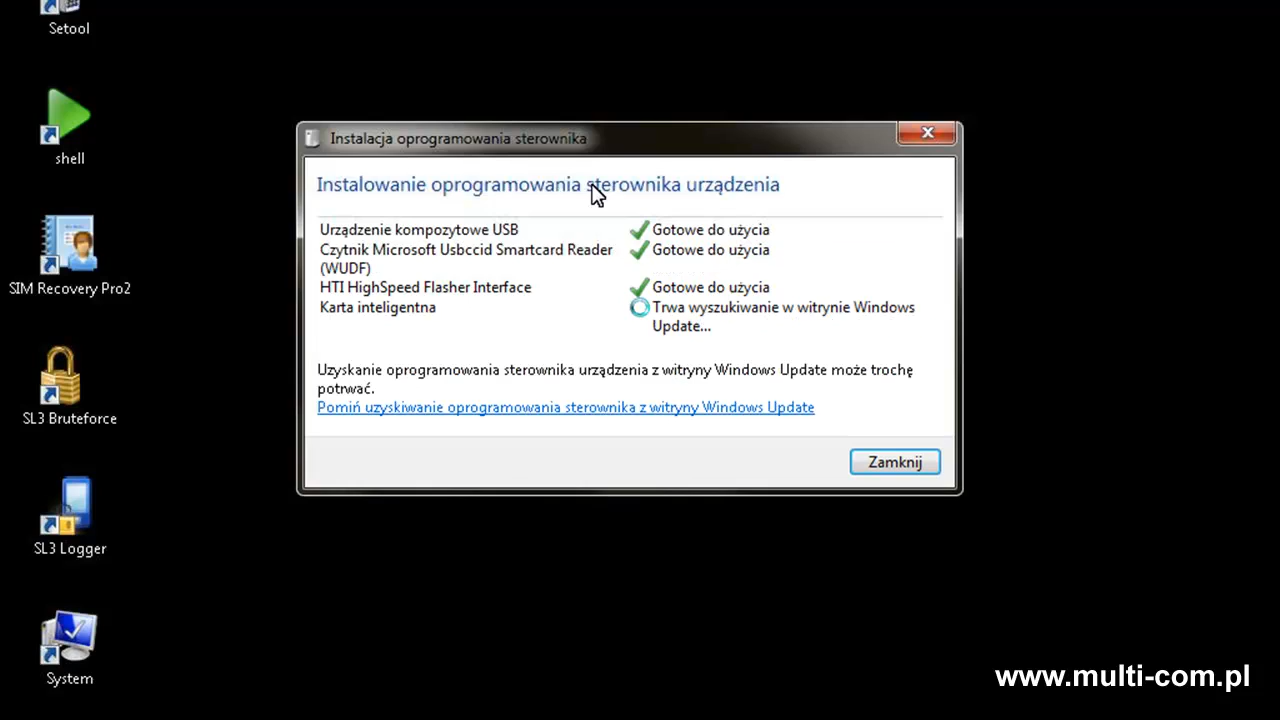 Setool
shell
SIM Recovery Pro2
SL3 Bruteforce
SL3 Logger
System
Instalacja oprogramowania sterownika
Instalowanie oprogramowania sterownika urządzenia
Urządzenie kompozytowe USB Gotowe do użycia
Czytnik Microsoft Usbccid Smartcard Reader Gotowe do użycia
(WUDF)
HTI HighSpeed Flasher Interface Gotowe do użycia
Karta inteligentna Trwa wyszukiwanie w witrynie Windows
Update...
Uzyskanie oprogramowania sterownika urządzenia z witryny Windows Update może trochę
potrwać.
Pomiń uzyskiwanie oprogramowania sterownika z witryny Windows Update
Zamknij
www.multi-com.pl